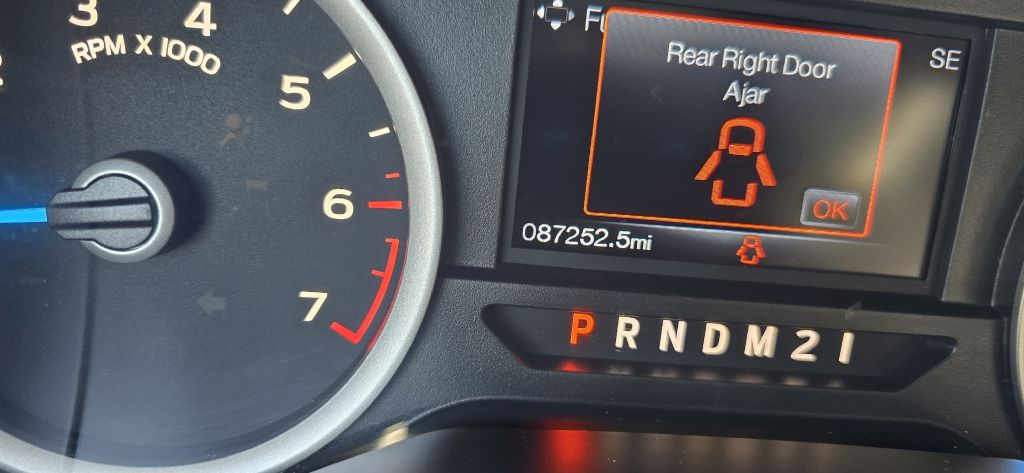 3
4
RPM X 1000
5
6
7
SE
Rear Right Door
Ajar
OK
087252.5mi
P R N D M 2 1